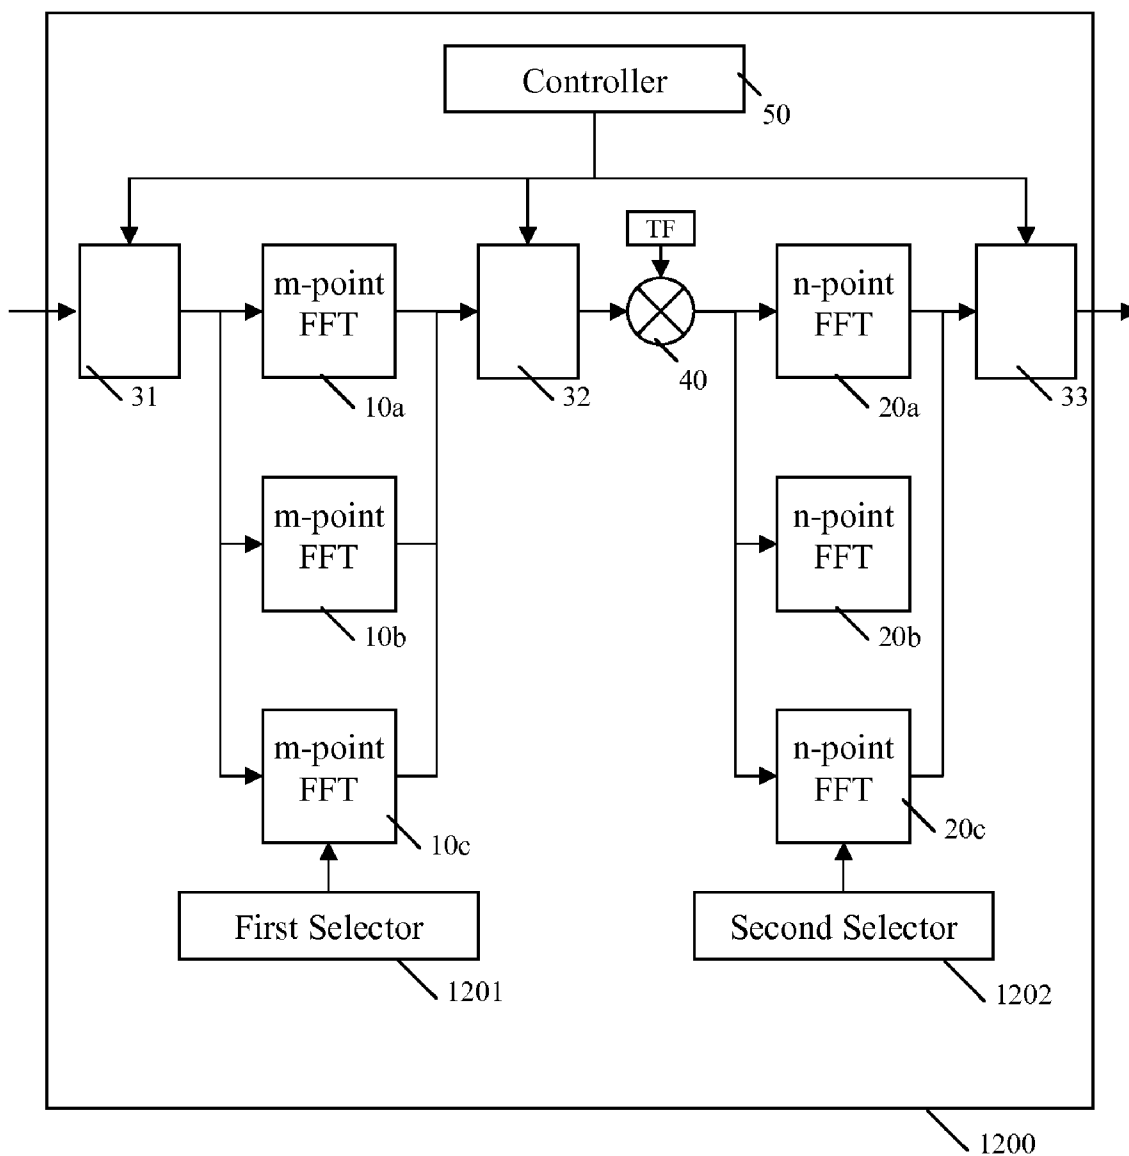 Controller
50
TF
m-point
FFT
n-point
FFT
31
10a
32
40
20a
33
m-point
FFT
n-point
FFT
10b
20b
m-point
FFT
n-point
FFT
10c
20c
First Selector
Second Selector
1201
1202
1200